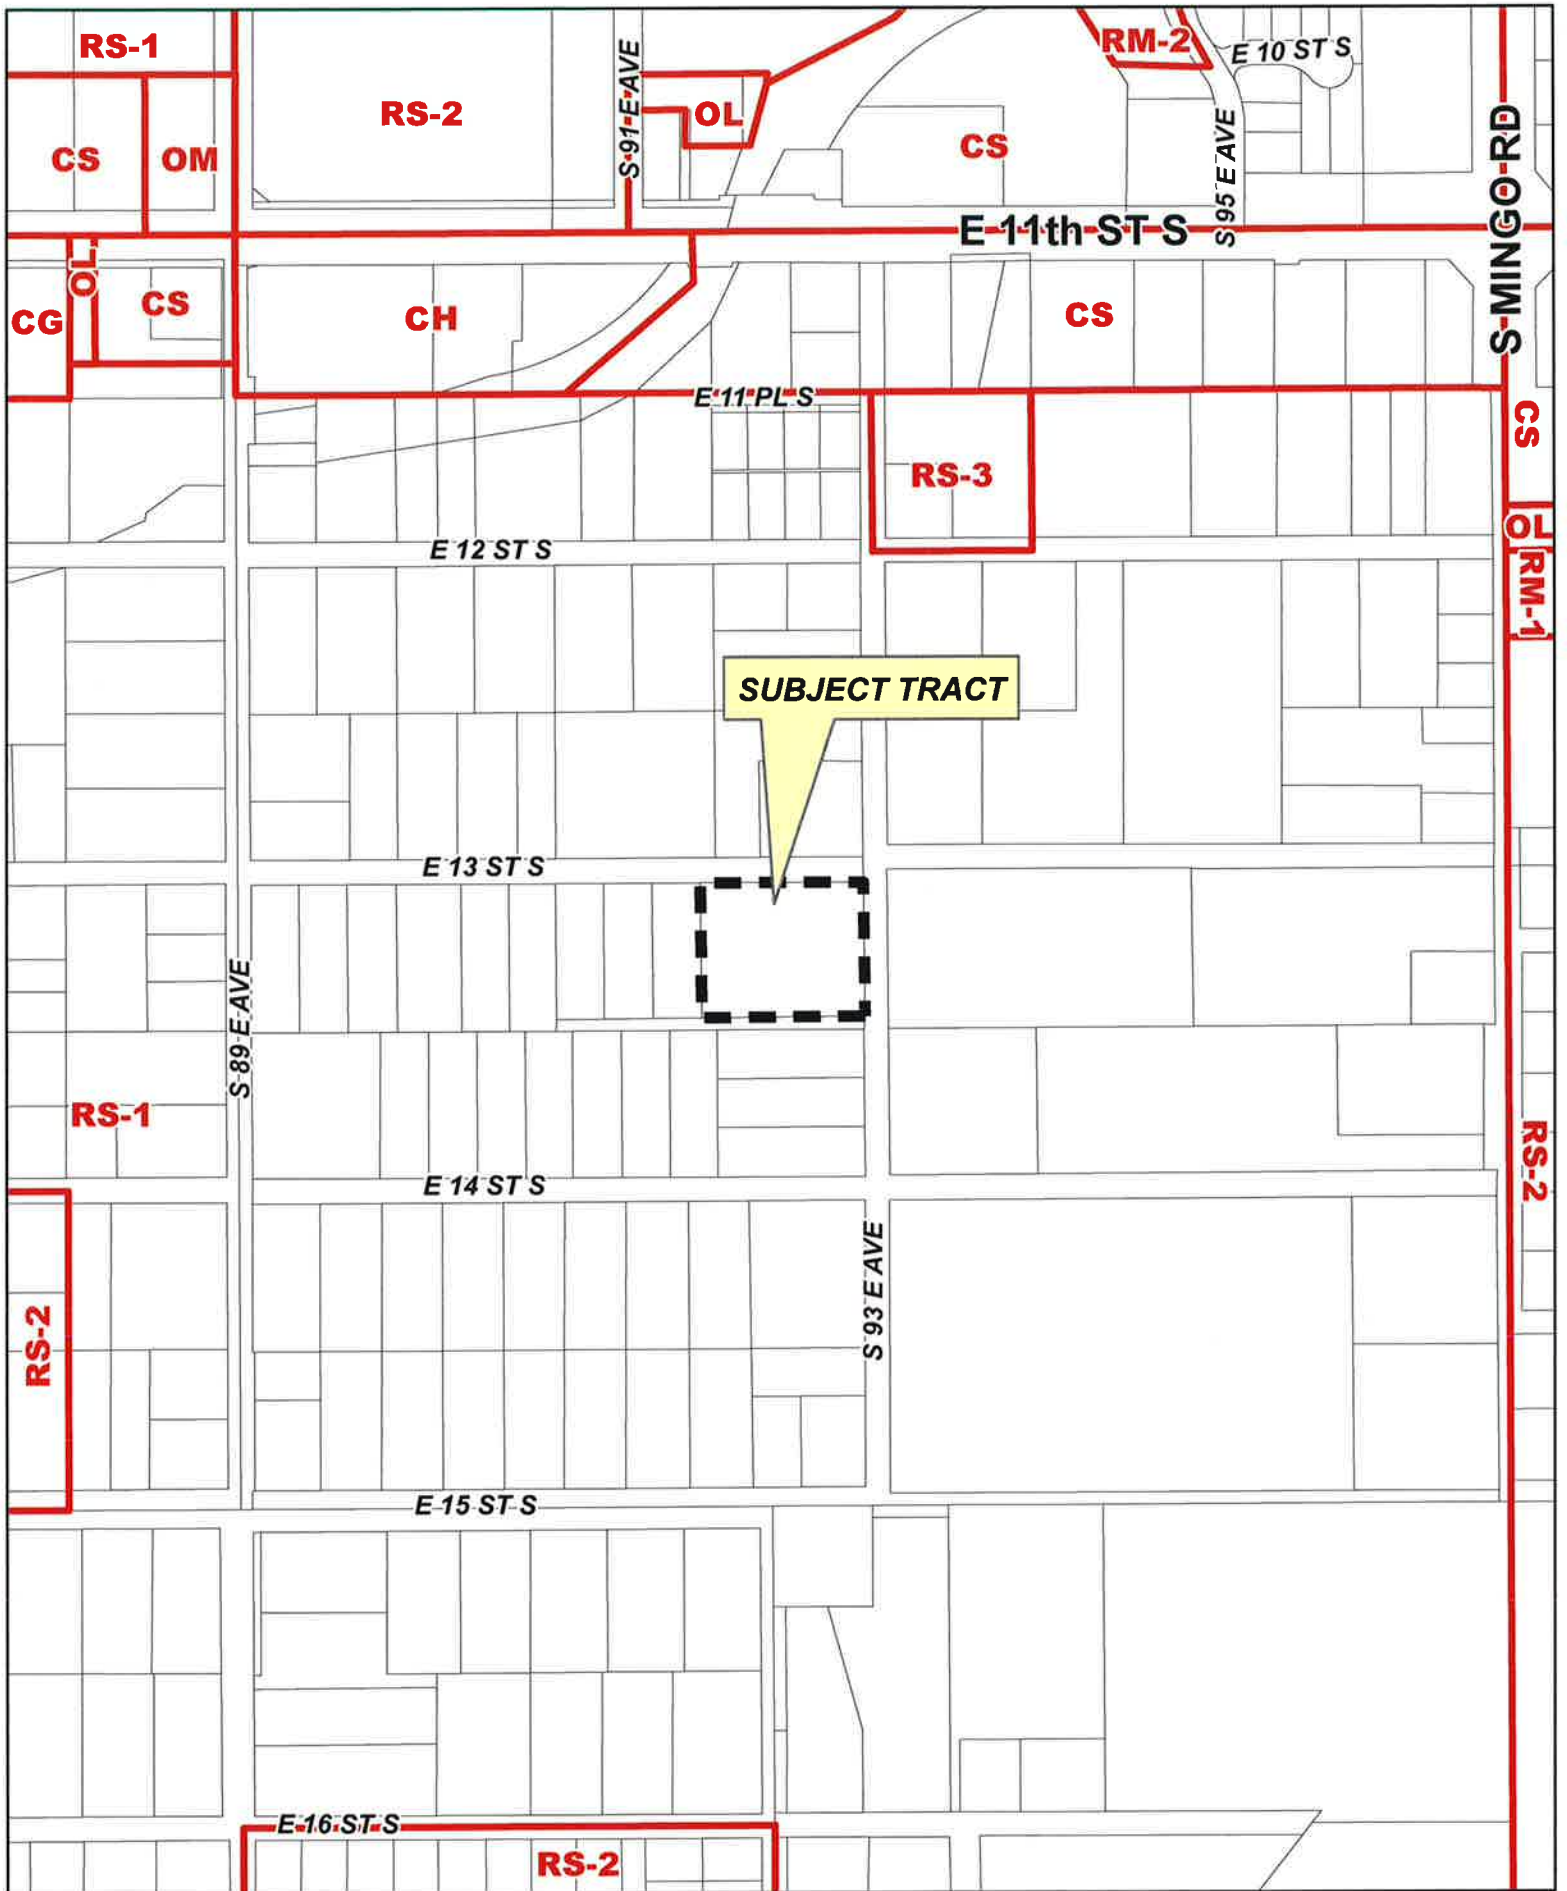 RS-1
RM-2
E 10 ST S
S 91 E AVE
RS-2
OL
CS
CS
OM
S 95 E AVE
S MINGO RD
E 11th ST S
OL
CS
CG
CH
CS
E 11 PL S
CS
RS-3
OL
E 12 ST S
RM-1
SUBJECT TRACT
E 13 ST S
S 89 E AVE
RS-1
RS-2
E 14 ST S
S 93 E AVE
RS-2
E 15 ST S
E 16 ST S
RS-2